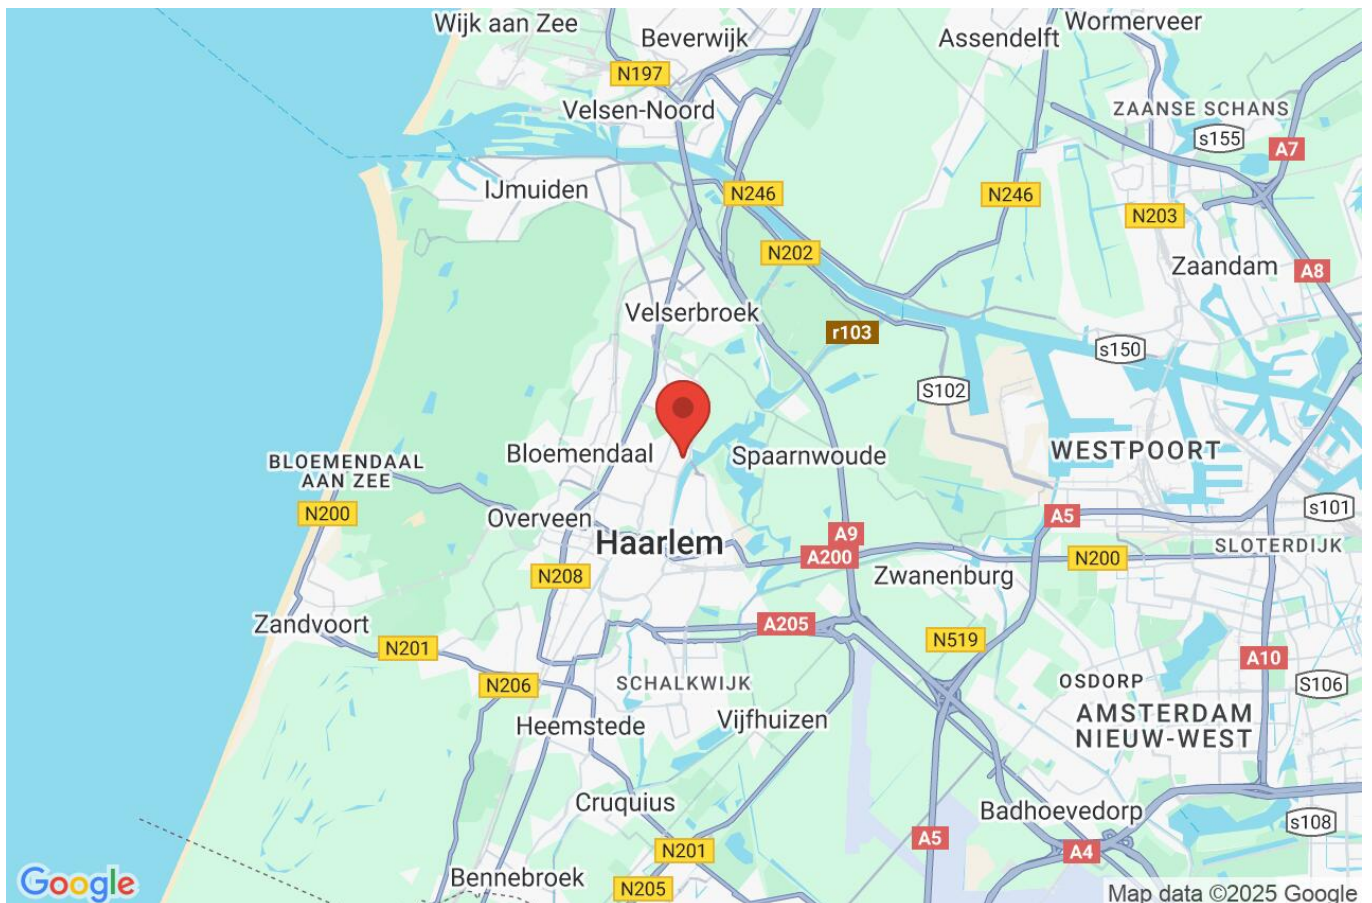 Wijk aan Zee
Beverwijk
Assendelft
Wormerveer
N197
Velsen-Noord
ZAANSE SCHANS
s155
A7
IJmuiden
N246
N246
N203
N202
Zaandam
A8
Velserbroek
r103
s150
S102
Bloemendaal
Spaarnwoude
WESTPOORT
BLOEMENDAAL
AAN ZEE
N200
Overveen
A5
s101
Haarlem
A9
A200
N200
SLOTERDIJK
N208
Zwanenburg
Zandvoort
A205
N201
N519
A10
N206
SCHALKWIJK
OSDORP
S106
Heemstede
Vijfhuizen
AMSTERDAM
NIEUW-WEST
Cruquius
Badhoevedorp
s108
A5
N201
A4
Bennebroek
N205
Google
Map data ©2025 Google